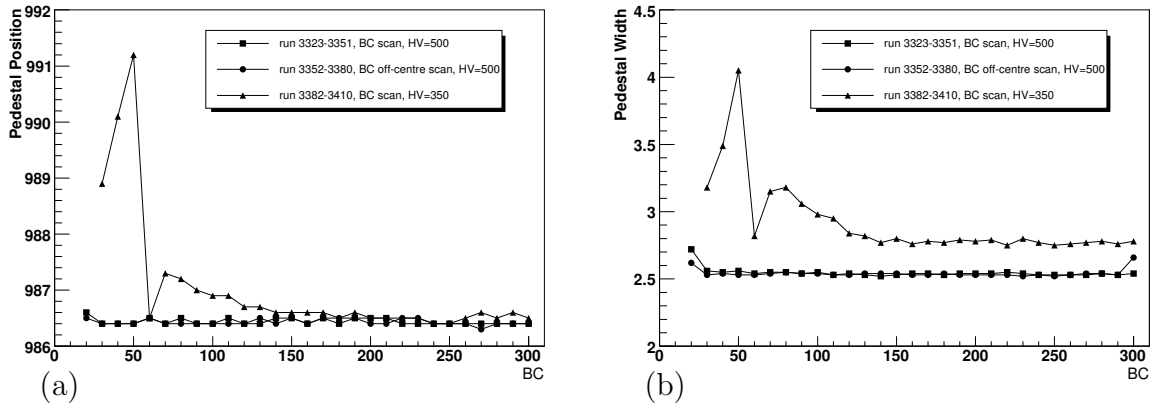 Pedestal Position
992
991
990
989
988
987
986
0 50 100 150 200 250 300
BC
run 3323-3351, BC scan, HV=500
run 3352-3380, BC off-centre scan, HV=500
run 3382-3410, BC scan, HV=350
(a)
Pedestal Width
4.5
4
3.5
3
2.5
2
0 50 100 150 200 250 300
BC
run 3323-3351, BC scan, HV=500
run 3352-3380, BC off-centre scan, HV=500
run 3382-3410, BC scan, HV=350
(b)